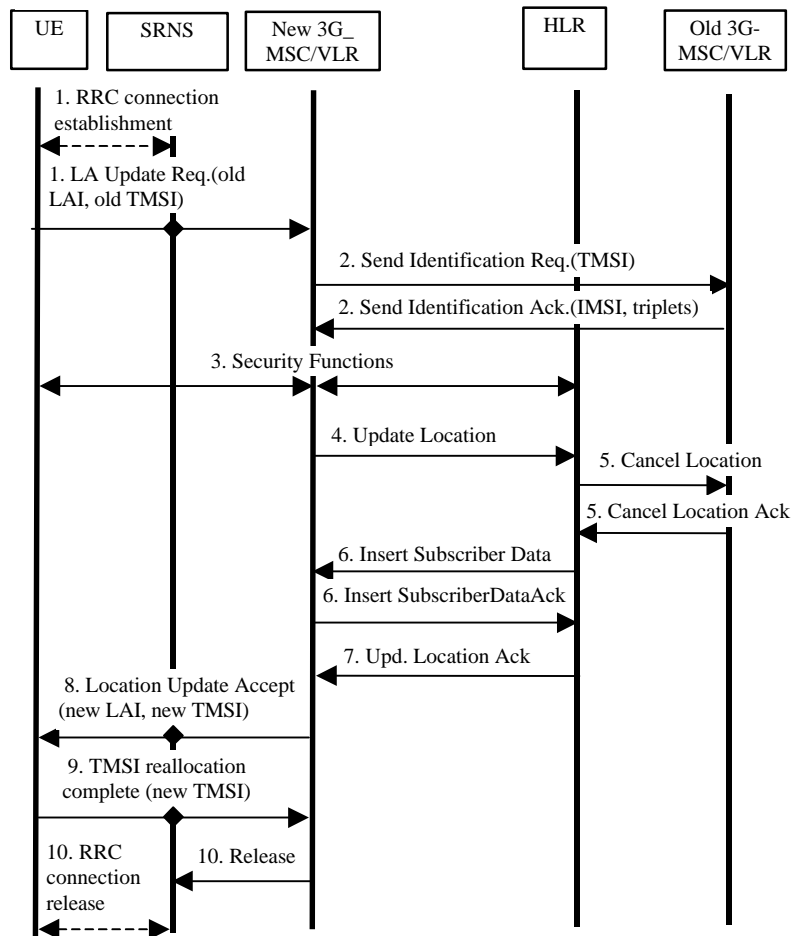 UE
SRNS
New 3G_
MSC/VLR
HLR
Old 3G-
MSC/VLR
1. RRC connection
establishment
1. LA Update Req.(old
LAI, old TMSI)
2. Send Identification Req.(TMSI)
2. Send Identification Ack.(IMSI, triplets)
3. Security Functions
4. Update Location
5. Cancel Location
5. Cancel Location Ack
6. Insert Subscriber Data
6. Insert SubscriberDataAck
7. Upd. Location Ack
8. Location Update Accept
(new LAI, new TMSI)
9. TMSI reallocation
complete (new TMSI)
10. RRC
connection
release
10. Release